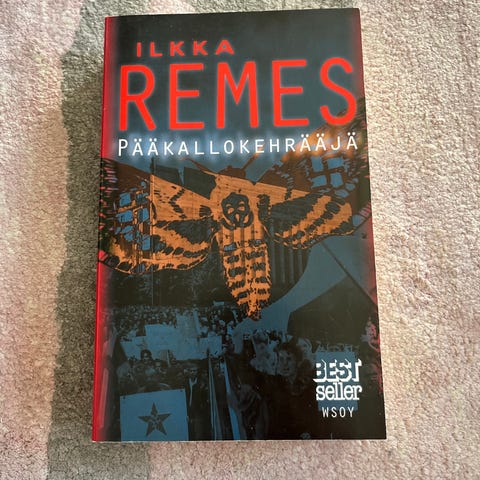 ILKKA
REMES
PÄÄKALLOKEHRÄÄJÄ
BEST
seller
WSOY